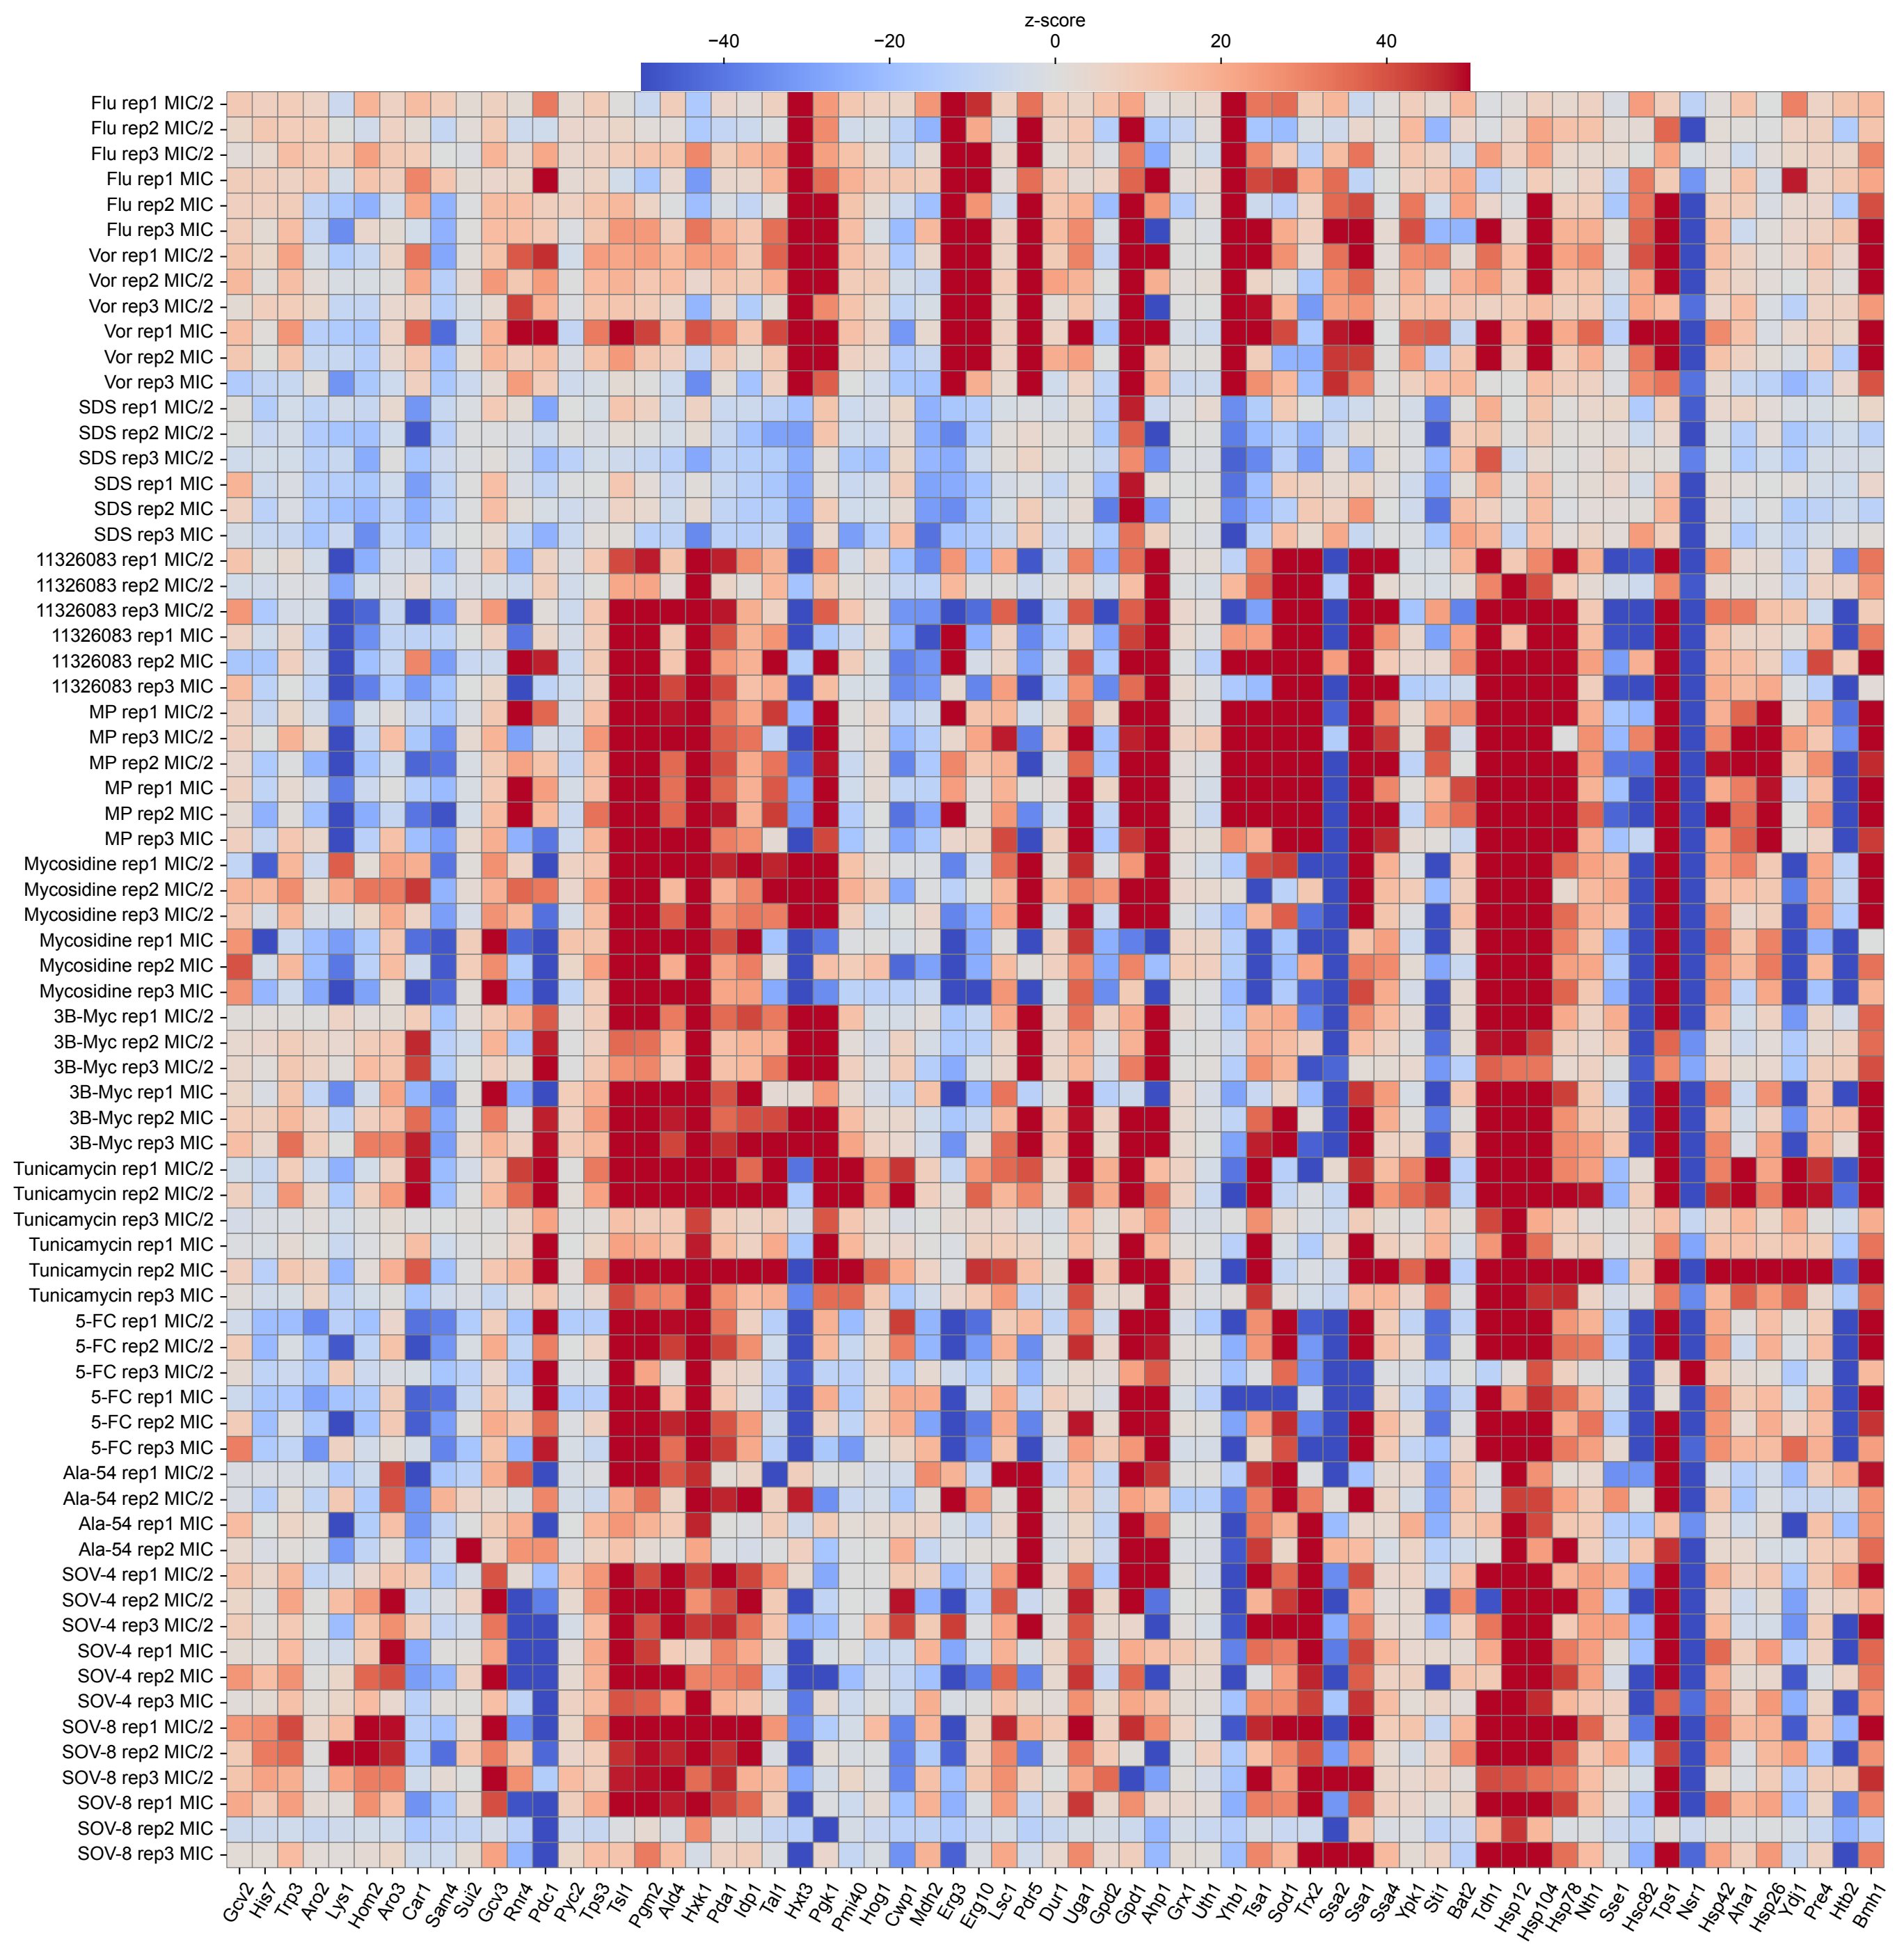 z-score
−40 −20 0 20 40
Flu rep1 MIC/2
Flu rep2 MIC/2
Flu rep3 MIC/2
Flu rep1 MIC
Flu rep2 MIC
Flu rep3 MIC
Vor rep1 MIC/2
Vor rep2 MIC/2
Vor rep3 MIC/2
Vor rep1 MIC
Vor rep2 MIC
Vor rep3 MIC
SDS rep1 MIC/2
SDS rep2 MIC/2
SDS rep3 MIC/2
SDS rep1 MIC
SDS rep2 MIC
SDS rep3 MIC
11326083 rep1 MIC/2
11326083 rep2 MIC/2
11326083 rep3 MIC/2
11326083 rep1 MIC
11326083 rep2 MIC
11326083 rep3 MIC
MP rep1 MIC/2
MP rep3 MIC/2
MP rep2 MIC/2
MP rep1 MIC
MP rep2 MIC
MP rep3 MIC
Mycosidine rep1 MIC/2
Mycosidine rep2 MIC/2
Mycosidine rep3 MIC/2
Mycosidine rep1 MIC
Mycosidine rep2 MIC
Mycosidine rep3 MIC
3B-Myc rep1 MIC/2
3B-Myc rep2 MIC/2
3B-Myc rep3 MIC/2
3B-Myc rep1 MIC
3B-Myc rep2 MIC
3B-Myc rep3 MIC
Tunicamycin rep1 MIC/2
Tunicamycin rep2 MIC/2
Tunicamycin rep3 MIC/2
Tunicamycin rep1 MIC
Tunicamycin rep2 MIC
Tunicamycin rep3 MIC
5-FC rep1 MIC/2
5-FC rep2 MIC/2
5-FC rep3 MIC/2
5-FC rep1 MIC
5-FC rep2 MIC
5-FC rep3 MIC
Ala-54 rep1 MIC/2
Ala-54 rep2 MIC/2
Ala-54 rep1 MIC
Ala-54 rep2 MIC
SOV-4 rep1 MIC/2
SOV-4 rep2 MIC/2
SOV-4 rep3 MIC/2
SOV-4 rep1 MIC
SOV-4 rep2 MIC
SOV-4 rep3 MIC
SOV-8 rep1 MIC/2
SOV-8 rep2 MIC/2
SOV-8 rep3 MIC/2
SOV-8 rep1 MIC
SOV-8 rep2 MIC
SOV-8 rep3 MIC
Gcv2 His7 Trp3 Aro2 Lys1 Hom2 Aro3 Car1 Sam4 Sui2 Gcv3 Rnr4 Pdc1 Pyc2 Tps3 Tsl1 Pgm2 Ald4 Hxk1 Pda1 Idp1 Tal1 Hxt3 Pgk1 Pmi40 Hog1 Cwp1 Mdh2 Erg3 Erg10 Lsc1 Pdr5 Dur1 Uga1 Gpd2 Gpd1 Ahp1 Grx1 Uth1 Yhb1 Tsa1 Sod1 Trx2 Ssa2 Ssa1 Ssa4 Ypk1 Sti1 Bat2 Tdh1 Hsp12 Hsp104 Hsp78 Nth1 Sse1 Hsc82 Tps1 Nsr1 Hsp42 Aha1 Hsp26 Ydj1 Pre4 Htb2 Bmh1